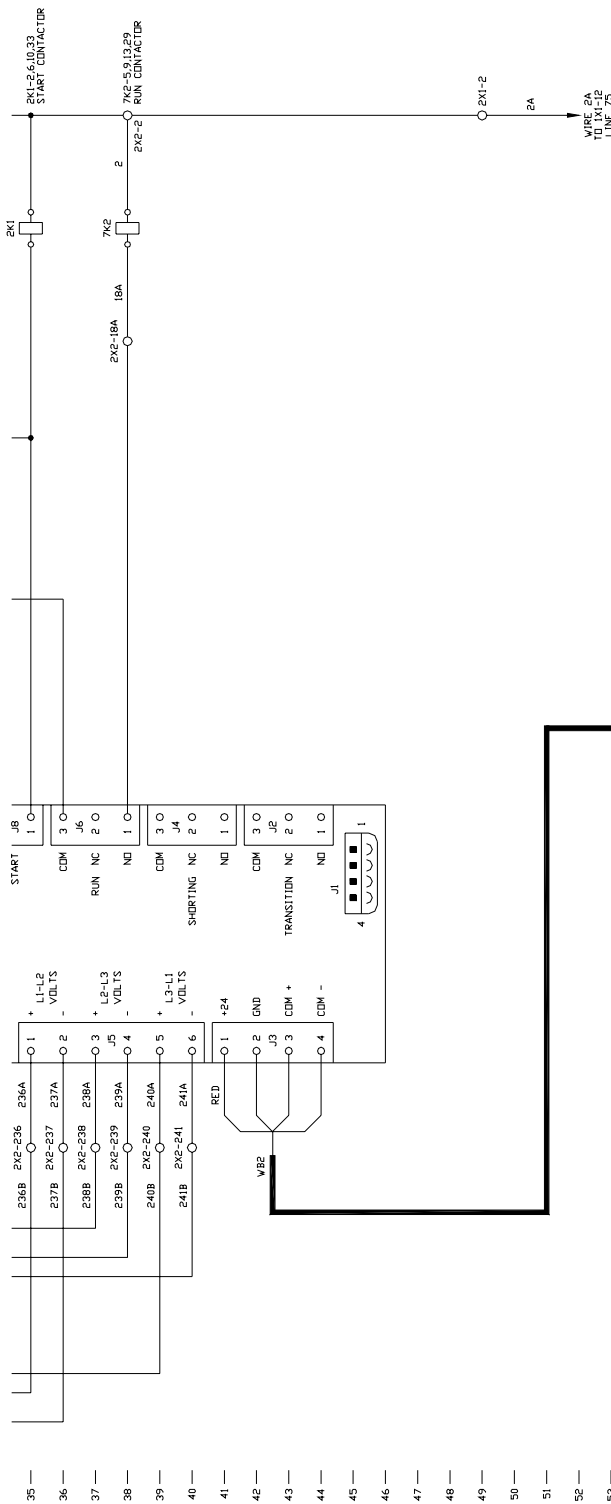 2K1-2,6,10,33
START CONTACTOR
7K2-5,9,13,29
RUN CONTACTOR
2X2-2
2
2X1-2
2A
WIRE 2A
TO 1X1-12
LINE 75
2K1
7K2
18A
2X2-18A
START
J8
1
COM
3
J6
RUN NC
2
NO
1
COM
3
J4
SHORTING NC
2
NO
1
COM
3
J2
TRANSITION NC
2
NO
1
J1
4
1
L1-L2
VOLTS
L2-L3
VOLTS
L3-L1
VOLTS
+
-
+
-
+
-
1
2
3
4
5
6
J5
+24
GND
COM +
COM -
1
2
3
4
J3
236A
237A
238A
239A
240A
241A
RED
2X2-236
2X2-237
2X2-238
2X2-239
2X2-240
2X2-241
236B
237B
238B
239B
240B
241B
WB2
35
36
37
38
39
40
41
42
43
44
45
46
47
48
49
50
51
52
53